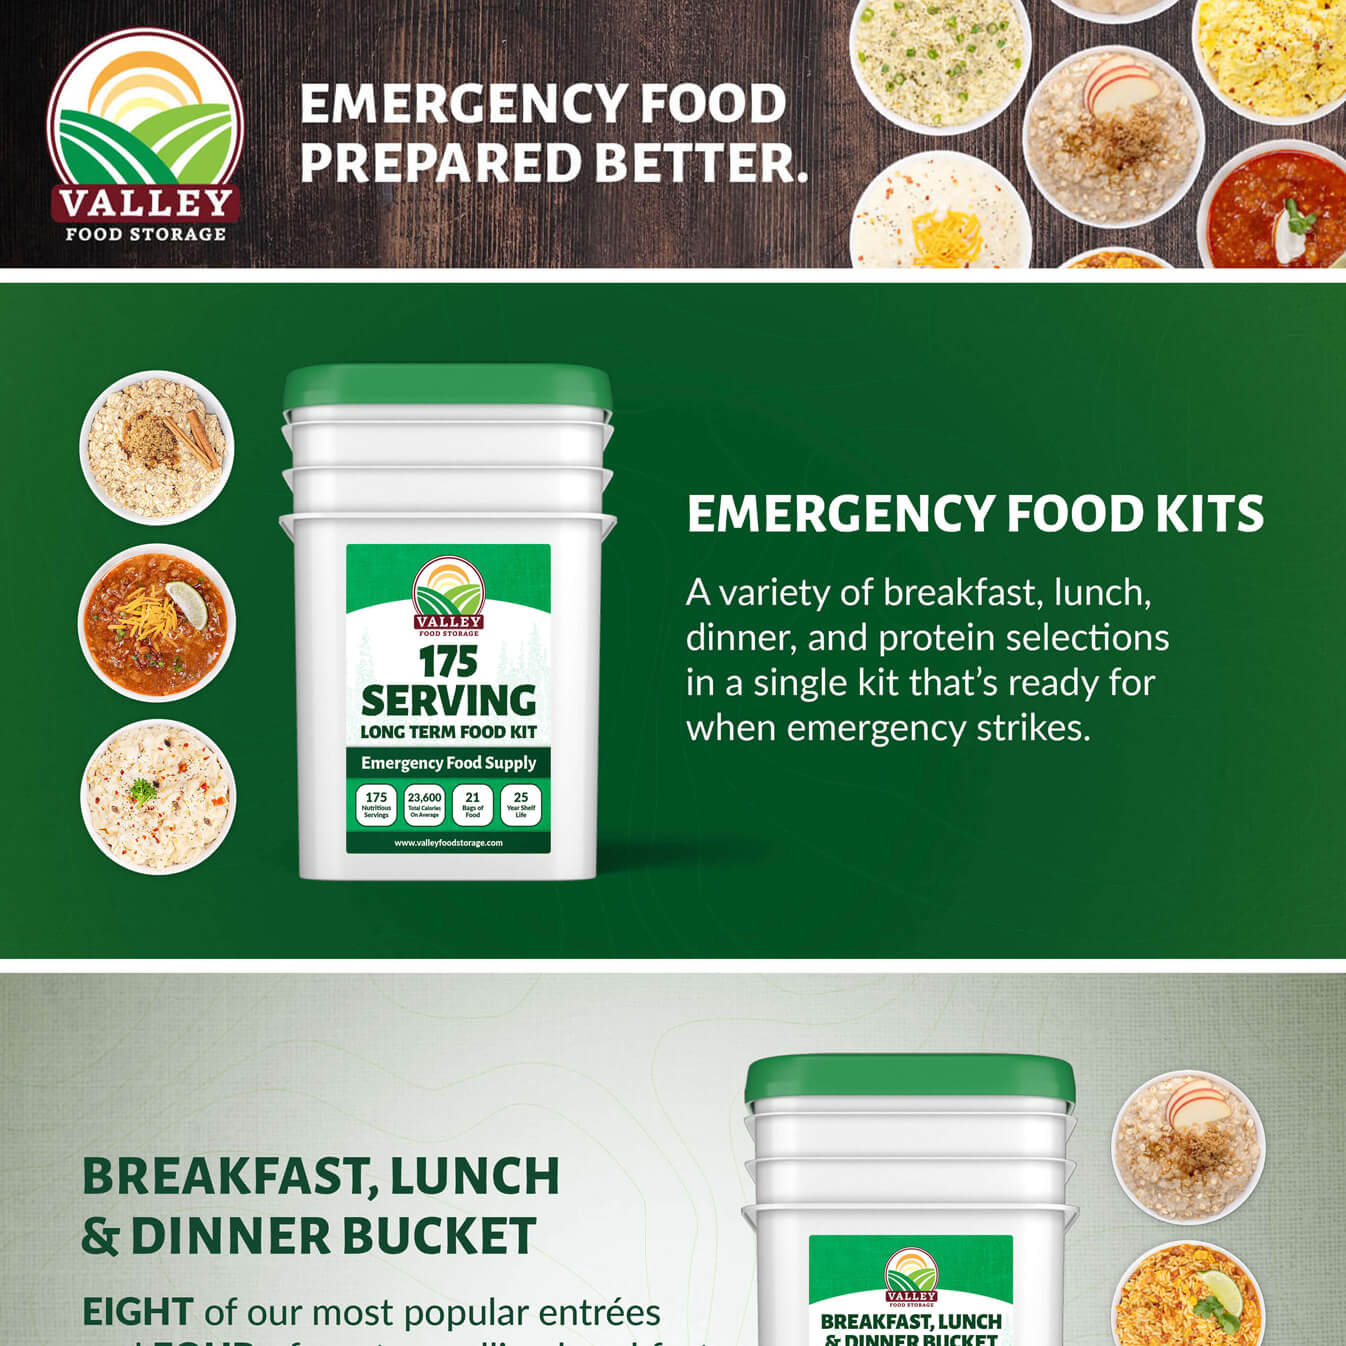 VALLEY
FOOD STORAGE
EMERGENCY FOOD
PREPARED BETTER.
VALLEY
FOOD STORAGE
175
SERVING
LONG TERM FOOD KIT
Emergency Food Supply
175
Nutritious
Servings
23,600
Total Calories
On Average
21
Bags of
Food
25
Year Shelf
Life
www.valleyfoodstorage.com
EMERGENCY FOOD KITS
A variety of breakfast, lunch,
dinner, and protein selections
in a single kit that's ready for
when emergency strikes.
BREAKFAST, LUNCH
& DINNER BUCKET
EIGHT of our most popular entrées
VALLEY
FOOD STORAGE
BREAKFAST, LUNCH
& DINNER BUCKET